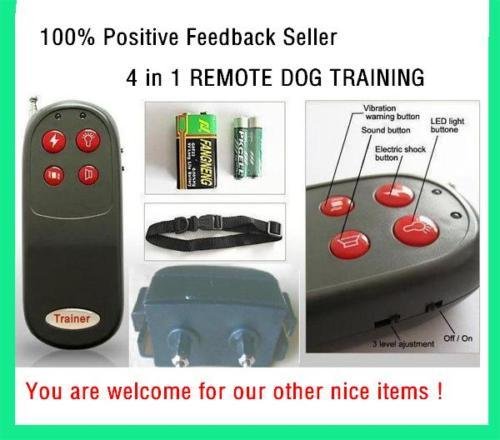 100% Positive Feedback Seller
4 in 1 REMOTE DOG TRAINING
Vibration
warning button
Sound button
Electric shock
button
LED light
buttone
FANGNENG
PKCELL
Trainer
3 level ajustment
Off / On
You are welcome for our other nice items !